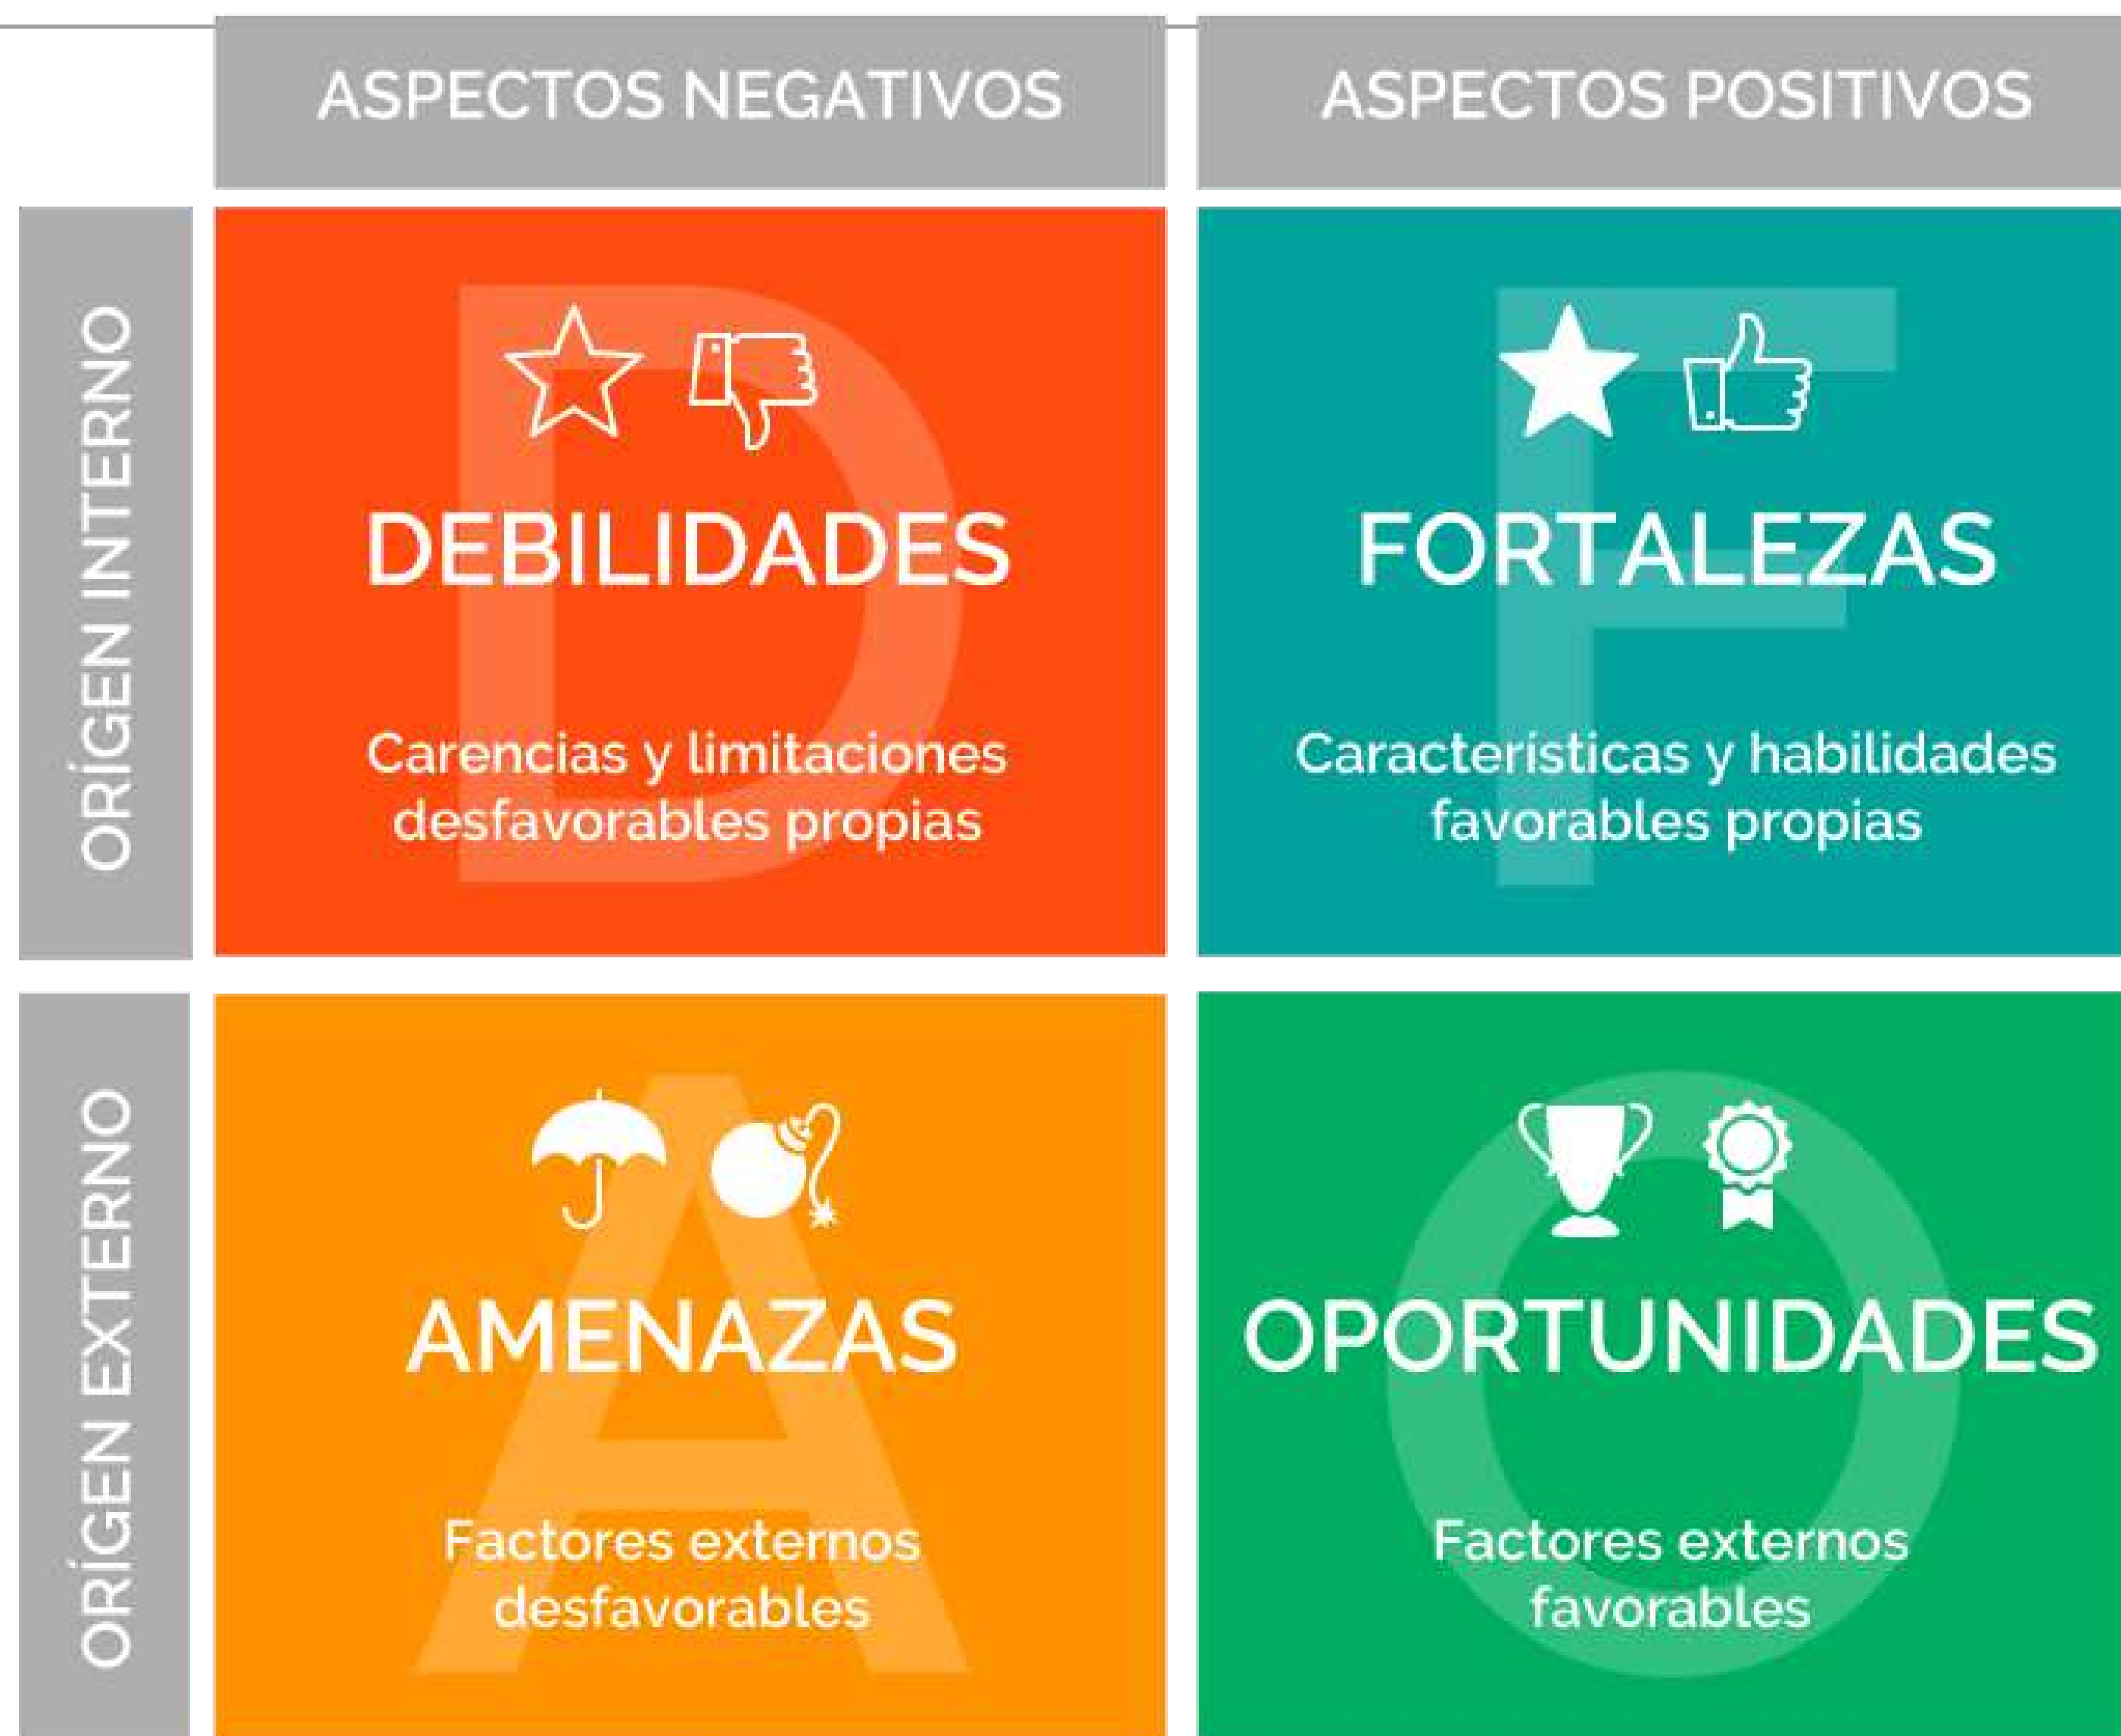 ASPECTOS NEGATIVOS
ASPECTOS POSITIVOS
ORÍGEN INTERNO
D
DEBILIDADES
Carencias y limitaciones
desfavorables propias
F
FORTALEZAS
Características y habilidades
favorables propias
ORÍGEN EXTERNO
A
AMENAZAS
Factores externos
desfavorables
O
OPORTUNIDADES
Factores externos
favorables